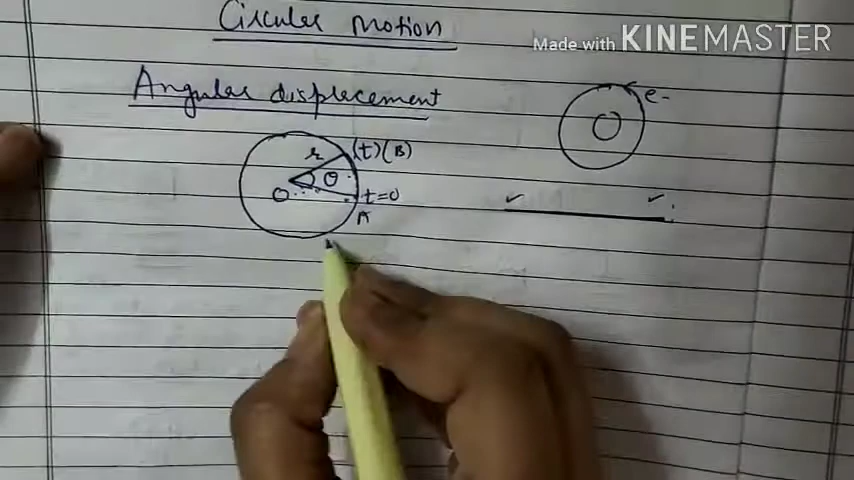 Circular motion
Made with KINEMASTER
Angular displacement
e-
r (t)(B)
θ
O t=0
A